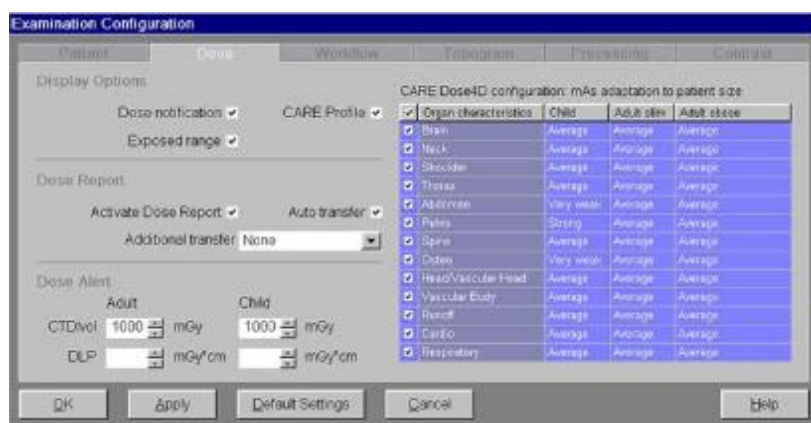 Examination Configuration
Patient Dose Workflow Topogram Processing Contrast
Display Options
Dose notification CARE Profile
Exposed range
Dose Report
Activate Dose Report Auto transfer
Additional transfer None
Dose Alert
Adult Child
CTDIvol 1000 mGy 1000 mGy
DLP mGy*cm mGy*cm
CARE Dose4D configuration: mAs adaptation to patient size
Organ characteristics Child Adult slim Adult obese
Brain Average Average Average
Neck Average Average Average
Shoulder Average Average Average
Thorax Average Average Average
Abdomen Very weak Average Average
Pelvis Strong Average Average
Spine Average Average Average
Osteo Very weak Average Average
Head/Vascular Head Average Average Average
Vascular Body Average Average Average
Runoff Average Average Average
Cardio Average Average Average
Respiratory Average Average Average
OK Apply Default Settings Cancel Help